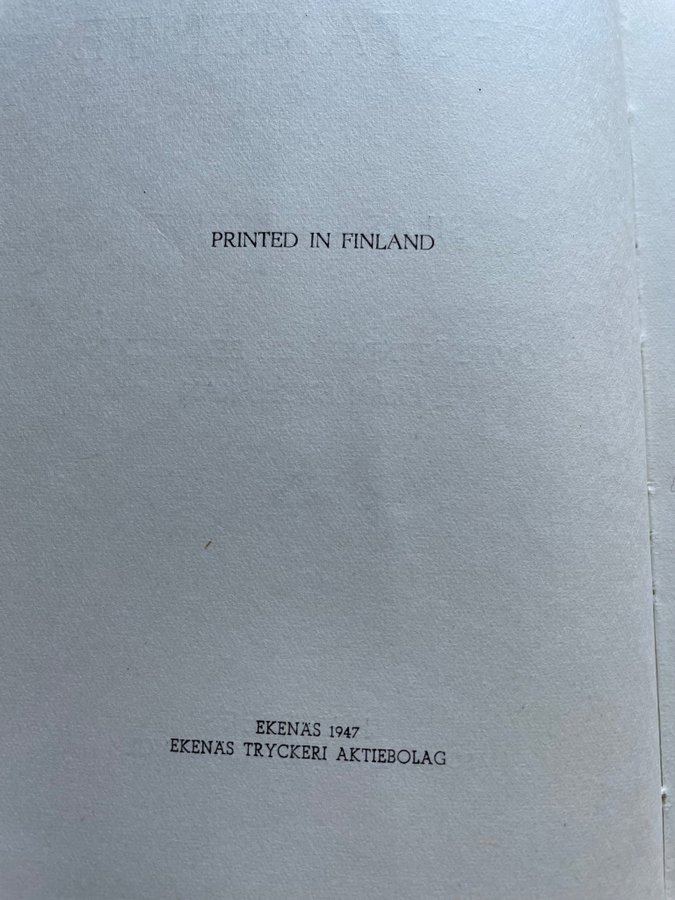 PRINTED IN FINLAND
EKENÄS 1947
EKENÄS TRYCKERI AKTIEBOLAG